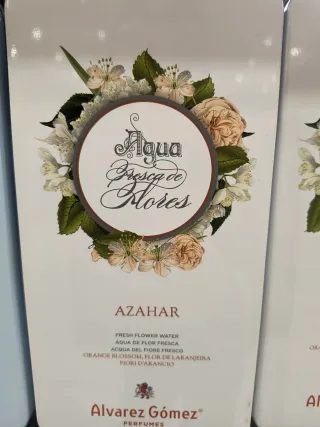 Agua
Fresca de
Flores
AZAHAR
FRESH FLOWER WATER
ÁGUA DE FLOR FRESCA
ACQUA DEL FIORE FRESCO
ORANGE BLOSSOM, FLOR DE LARANJEIRA
FIORI D'ARANCIO
Alvarez Gómez®
PERFUMES